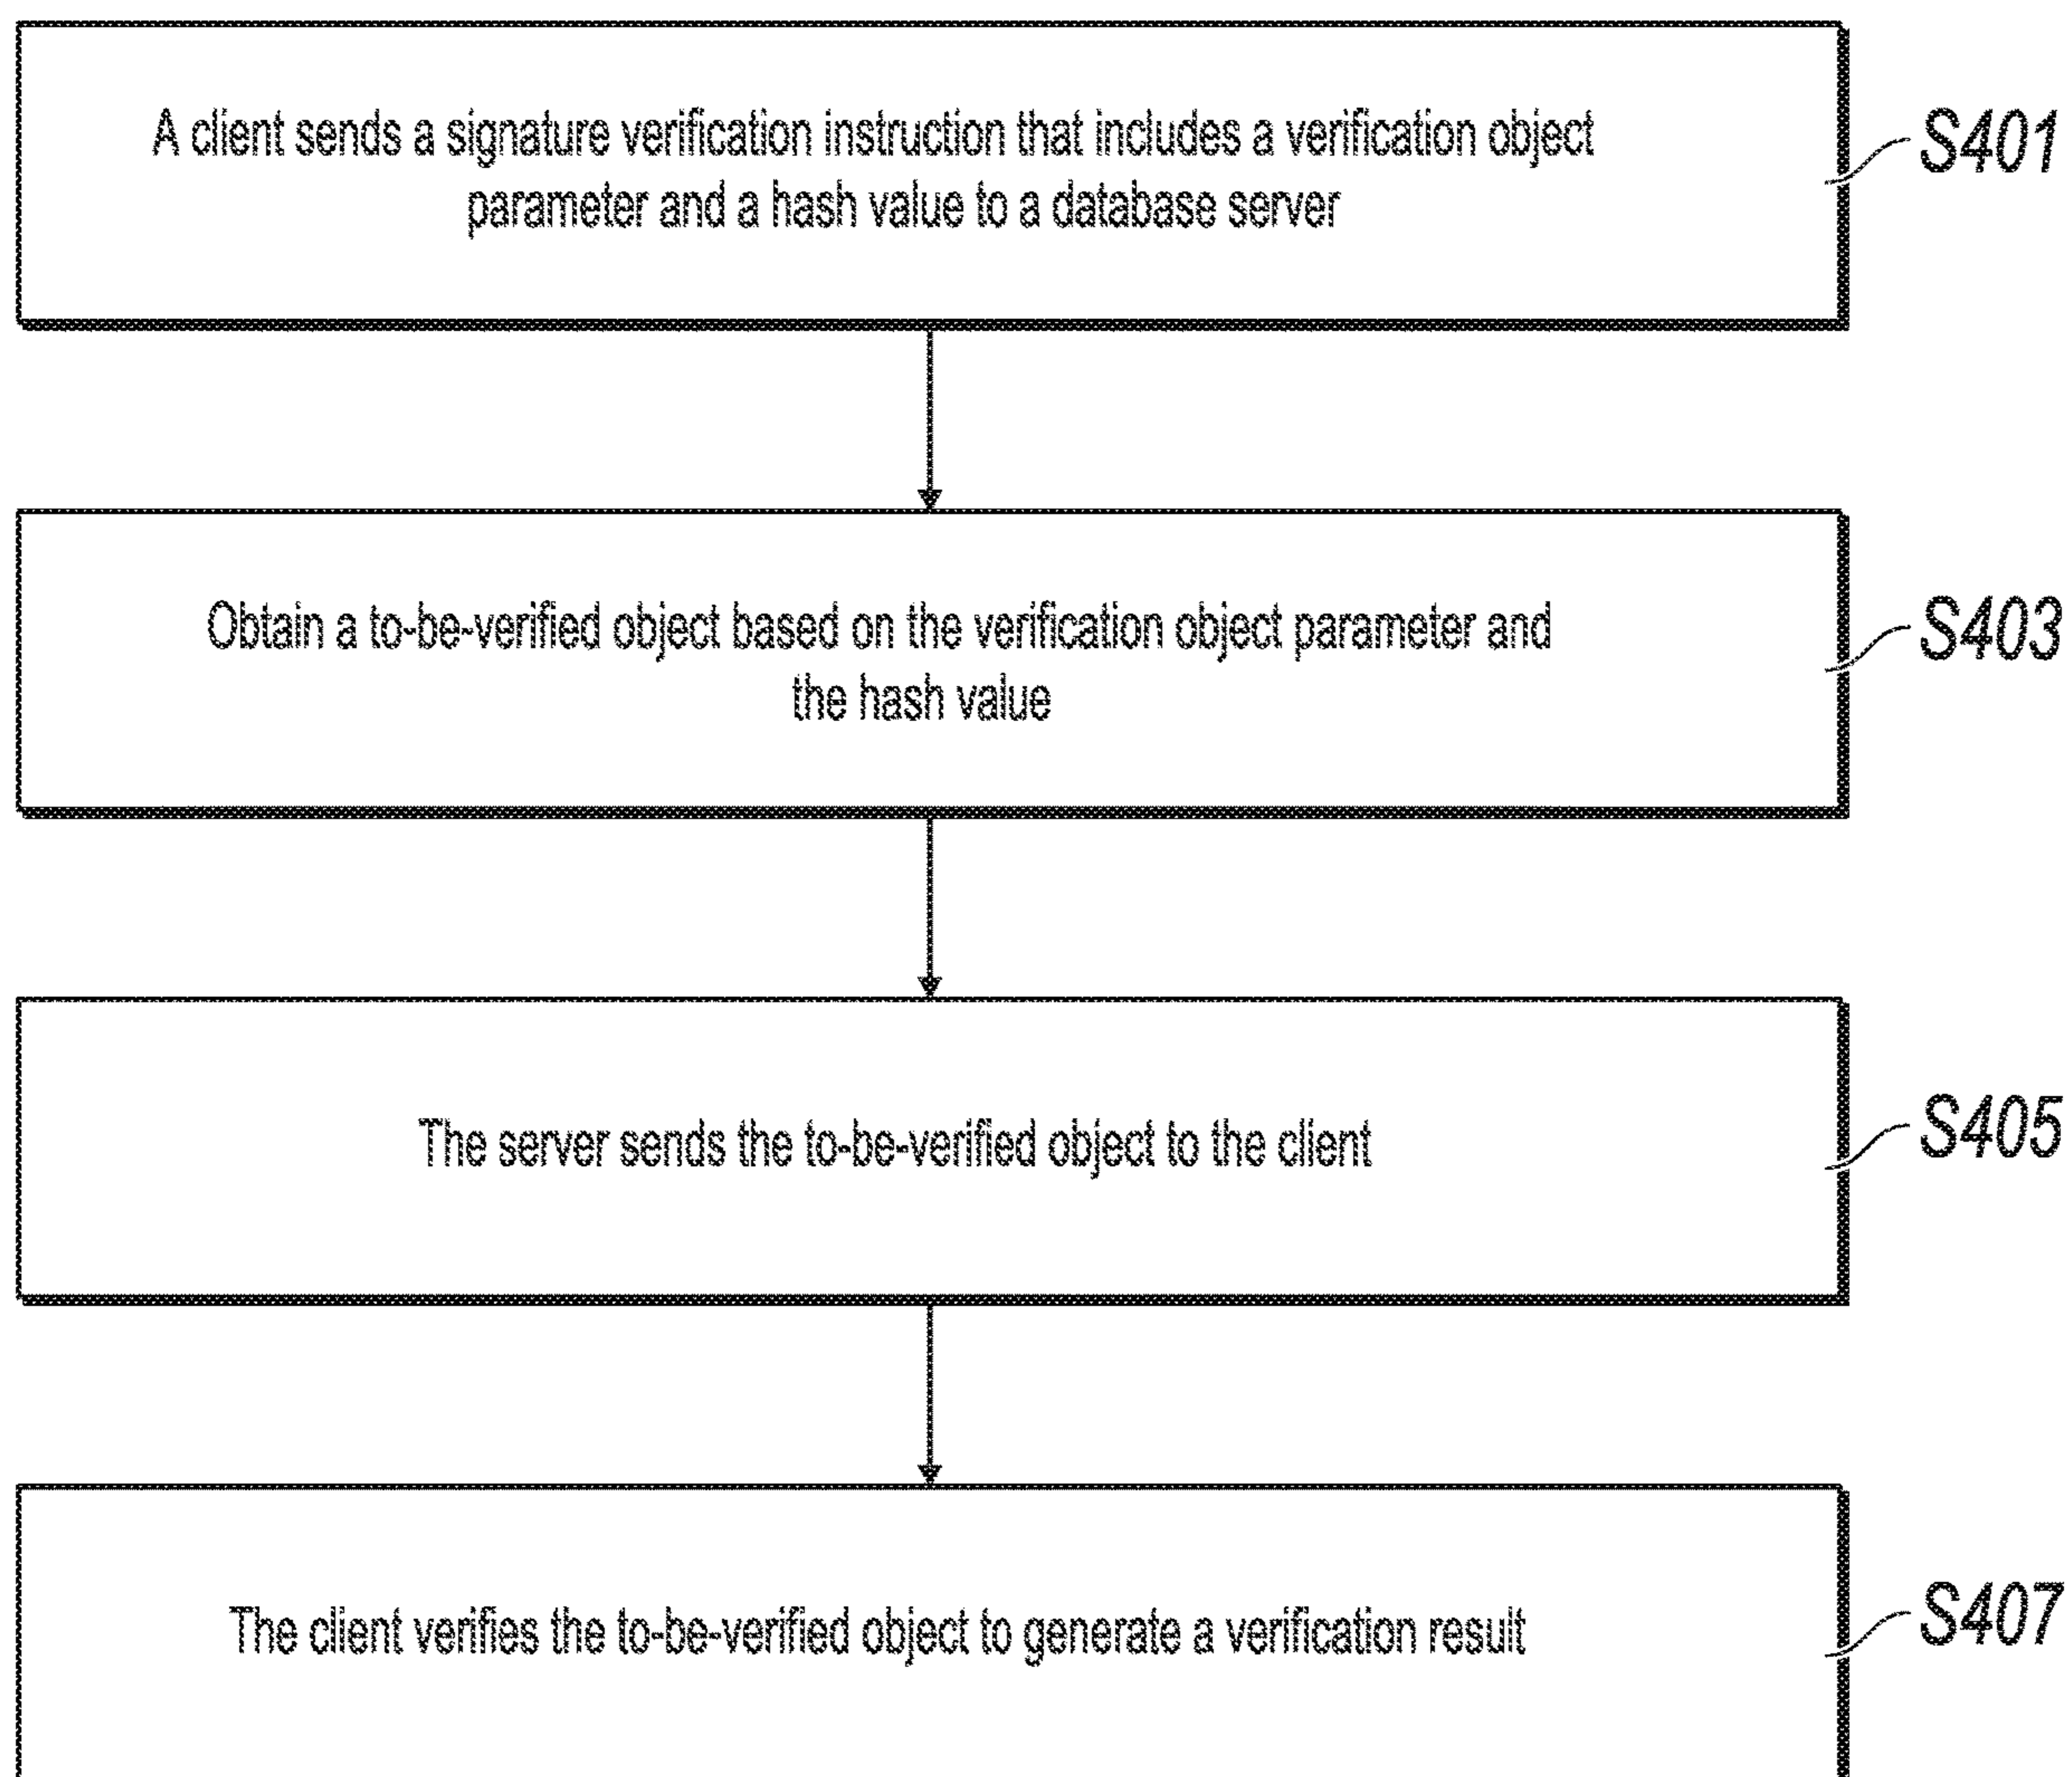 A client sends a signature verification instruction that includes a verification object
parameter and a hash value to a database server
S401
Obtain a to-be-verified object based on the verification object parameter and
the hash value
S403
The server sends the to-be-verified object to the client
S405
The client verifies the to-be-verified object to generate a verification result
S407